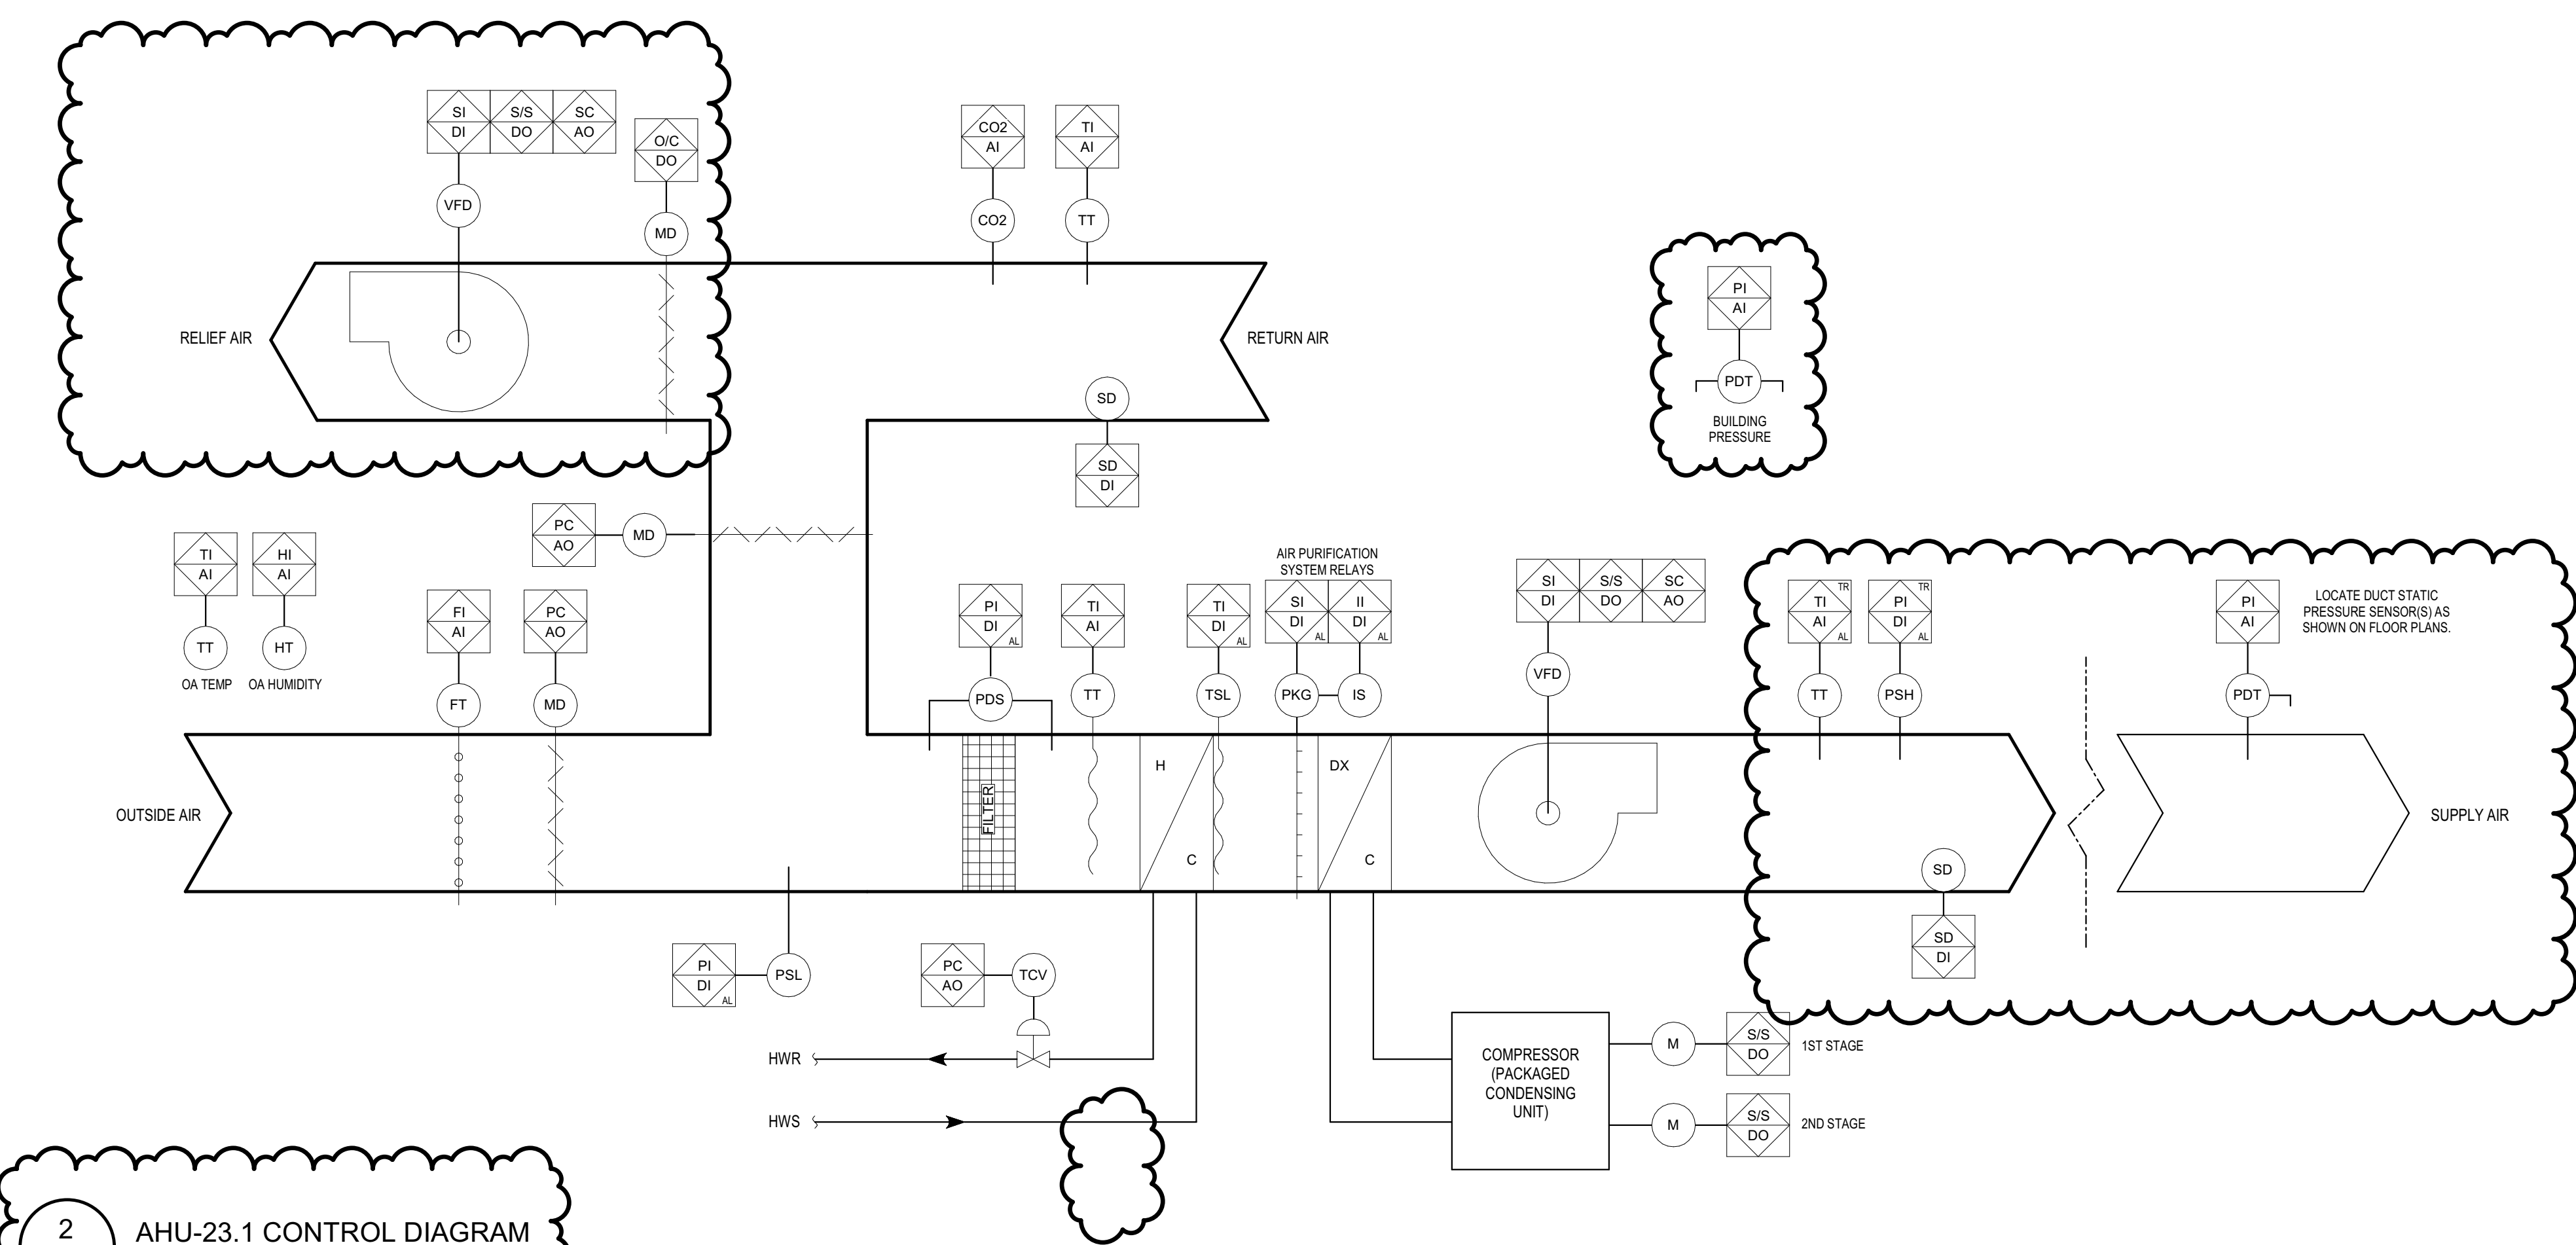 SI S/S SC
DI DO AO
O/C
DO
VFD
MD
CO2 TI
AI AI
CO2 TT
RELIEF AIR
RETURN AIR
SD
SD
DI
PI
AI
PDT
BUILDING
PRESSURE
PC
AO
MD
TI HI
AI AI
TT HT
OA TEMP OA HUMIDITY
FI PC
AI AO
FT MD
PI
DI
AL
PDS
TI
AI
TT
TI
DI
AL
TSL
AIR PURIFICATION
SYSTEM RELAYS
SI II
DI DI
AL AL
PKG IS
SI S/S SC
DI DO AO
VFD
TR TR
TI PI
AI DI
AL AL
TT PSH
PI
AI
PDT
LOCATE DUCT STATIC
PRESSURE SENSOR(S) AS
SHOWN ON FLOOR PLANS.
OUTSIDE AIR
FILTER
H
C
DX
C
SD
SD
DI
SUPPLY AIR
PI
DI
AL
PSL
PC
AO
TCV
HWR
HWS
COMPRESSOR
(PACKAGED
CONDENSING
UNIT)
M
S/S
DO
1ST STAGE
M
S/S
DO
2ND STAGE
2
AHU-23.1 CONTROL DIAGRAM